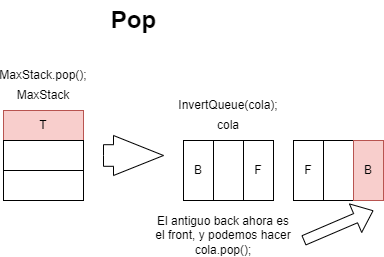 Pop
MaxStack.pop();
MaxStack
T
InvertQueue(cola);
cola
B F F B
El antiguo back ahora es
el front, y podemos hacer
cola.pop();